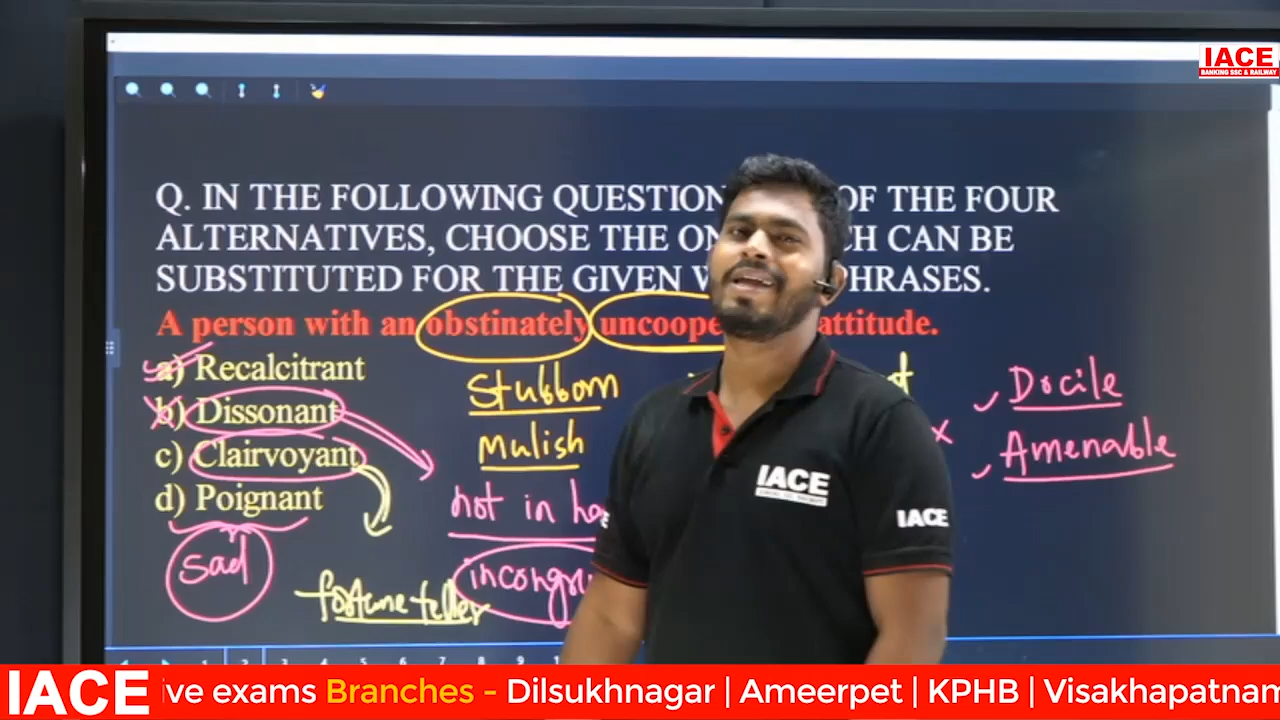 IACE
BANKING SSC & RAILWAY
Q. IN THE FOLLOWING QUESTION OF THE FOUR
ALTERNATIVES, CHOOSE THE ON CH CAN BE
SUBSTITUTED FOR THE GIVEN W HRASES.
A person with an obstinately uncoope attitude.
a) Recalcitrant
b) Dissonant
c) Clairvoyant
d) Poignant
Stubborn
Mulish
not in ha
incongru
sad
fortune teller
Docile
Amenable
IACE
IACE
IACE ive exams Branches - Dilsukhnagar | Ameerpet | KPHB | Visakhapatnam